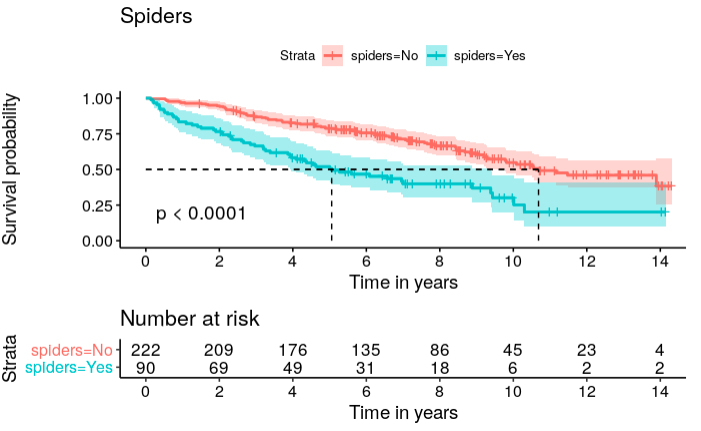 Spiders
Strata spiders=No spiders=Yes
Survival probability
1.00
0.75
0.50
0.25
0.00
p < 0.0001
0 2 4 6 8 10 12 14
Time in years
Number at risk
Strata
spiders=No 222 209 176 135 86 45 23 4
spiders=Yes 90 69 49 31 18 6 2 2
0 2 4 6 8 10 12 14
Time in years